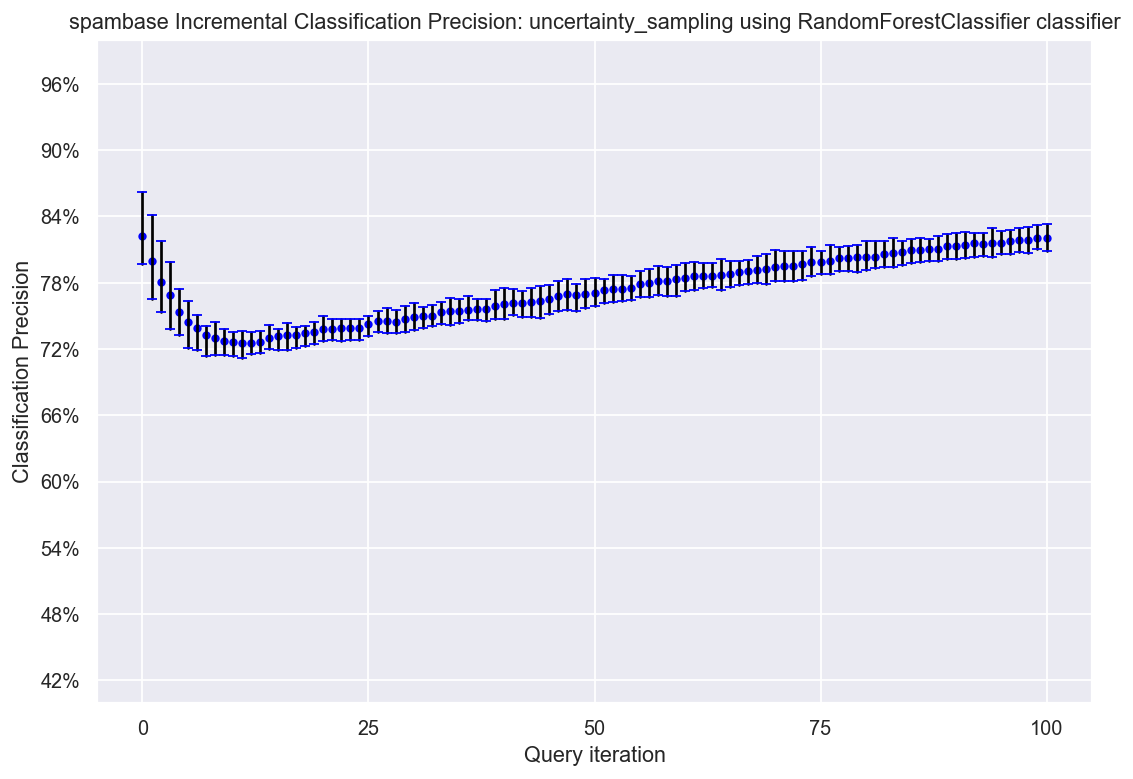 spambase Incremental Classification Precision: uncertainty_sampling using RandomForestClassifier classifier
96%
90%
84%
78%
72%
66%
60%
54%
48%
42%
Classification Precision
0 25 50 75 100
Query iteration